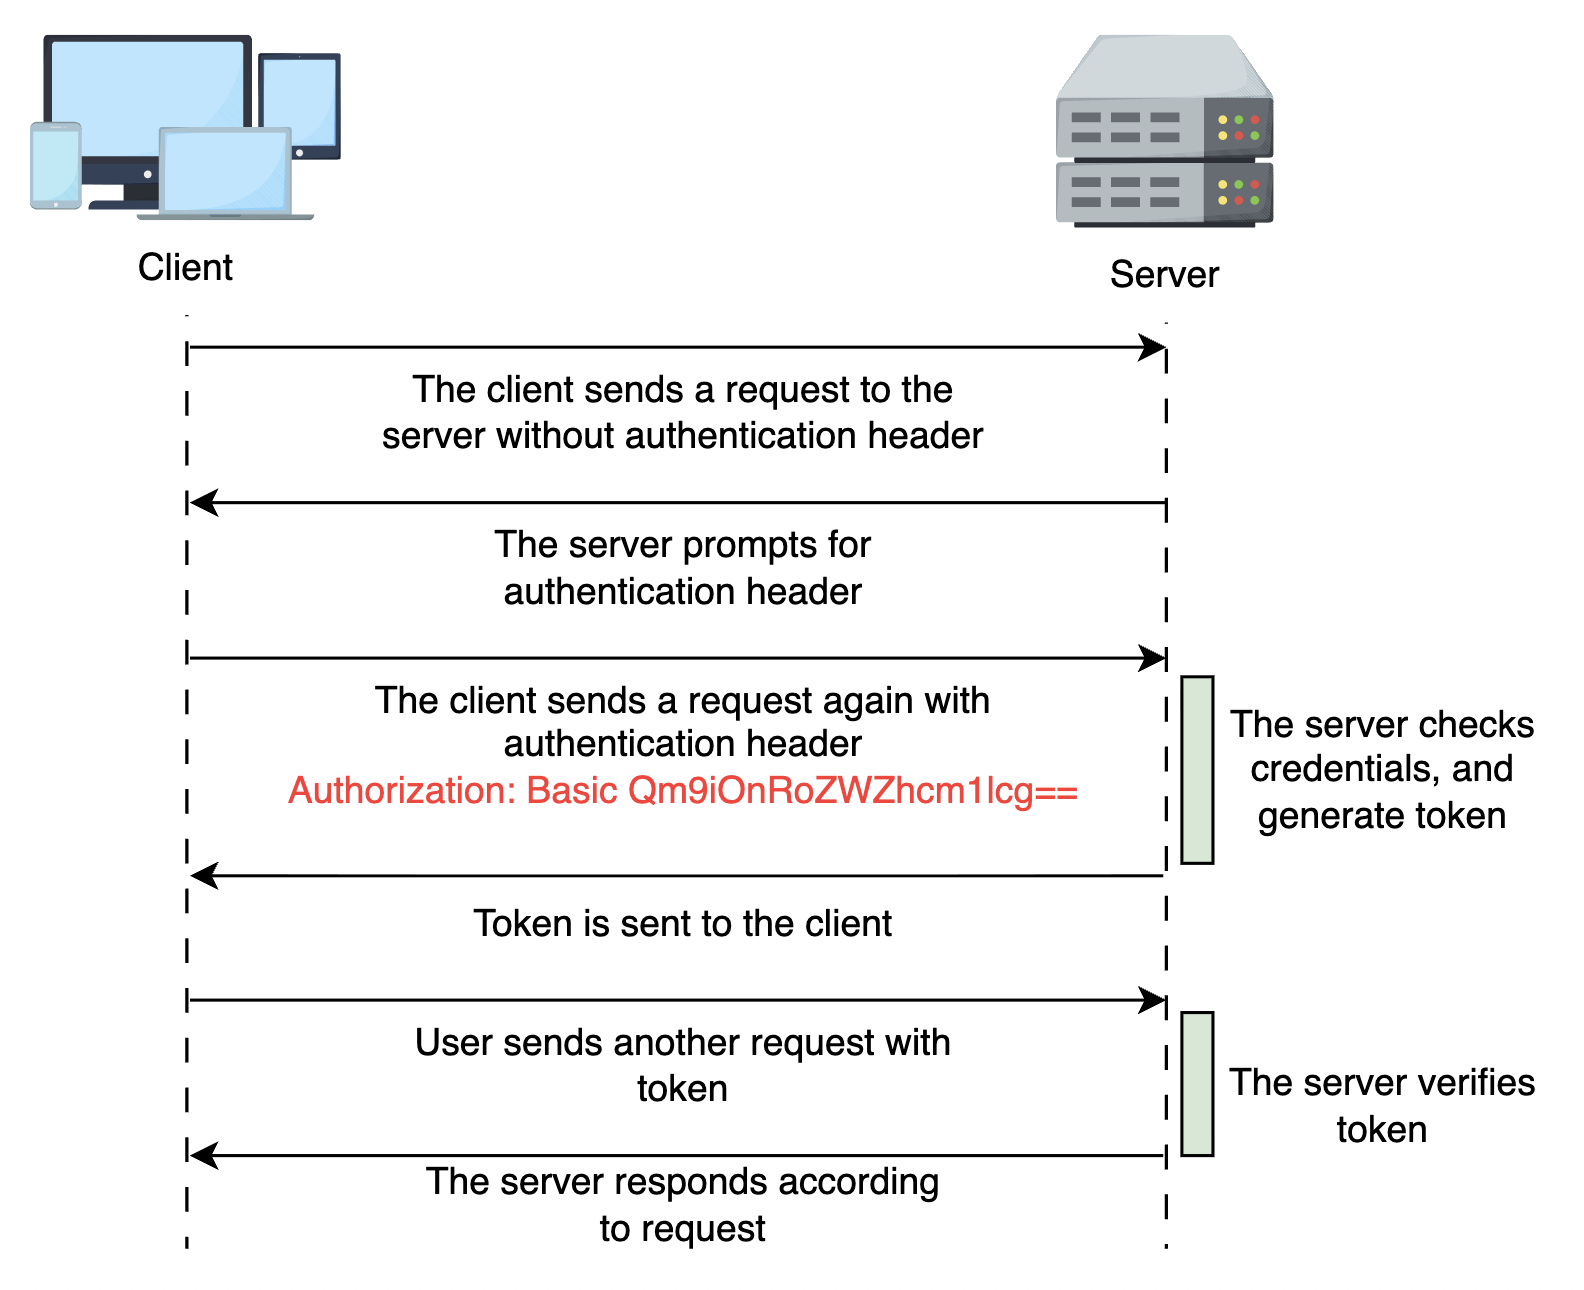 Client
Server
The client sends a request to the
server without authentication header
The server prompts for
authentication header
The client sends a request again with
authentication header
Authorization: Basic Qm9iOnRoZWZhcm1lcg==
The server checks
credentials, and
generate token
Token is sent to the client
User sends another request with
token
The server verifies
token
The server responds according
to request